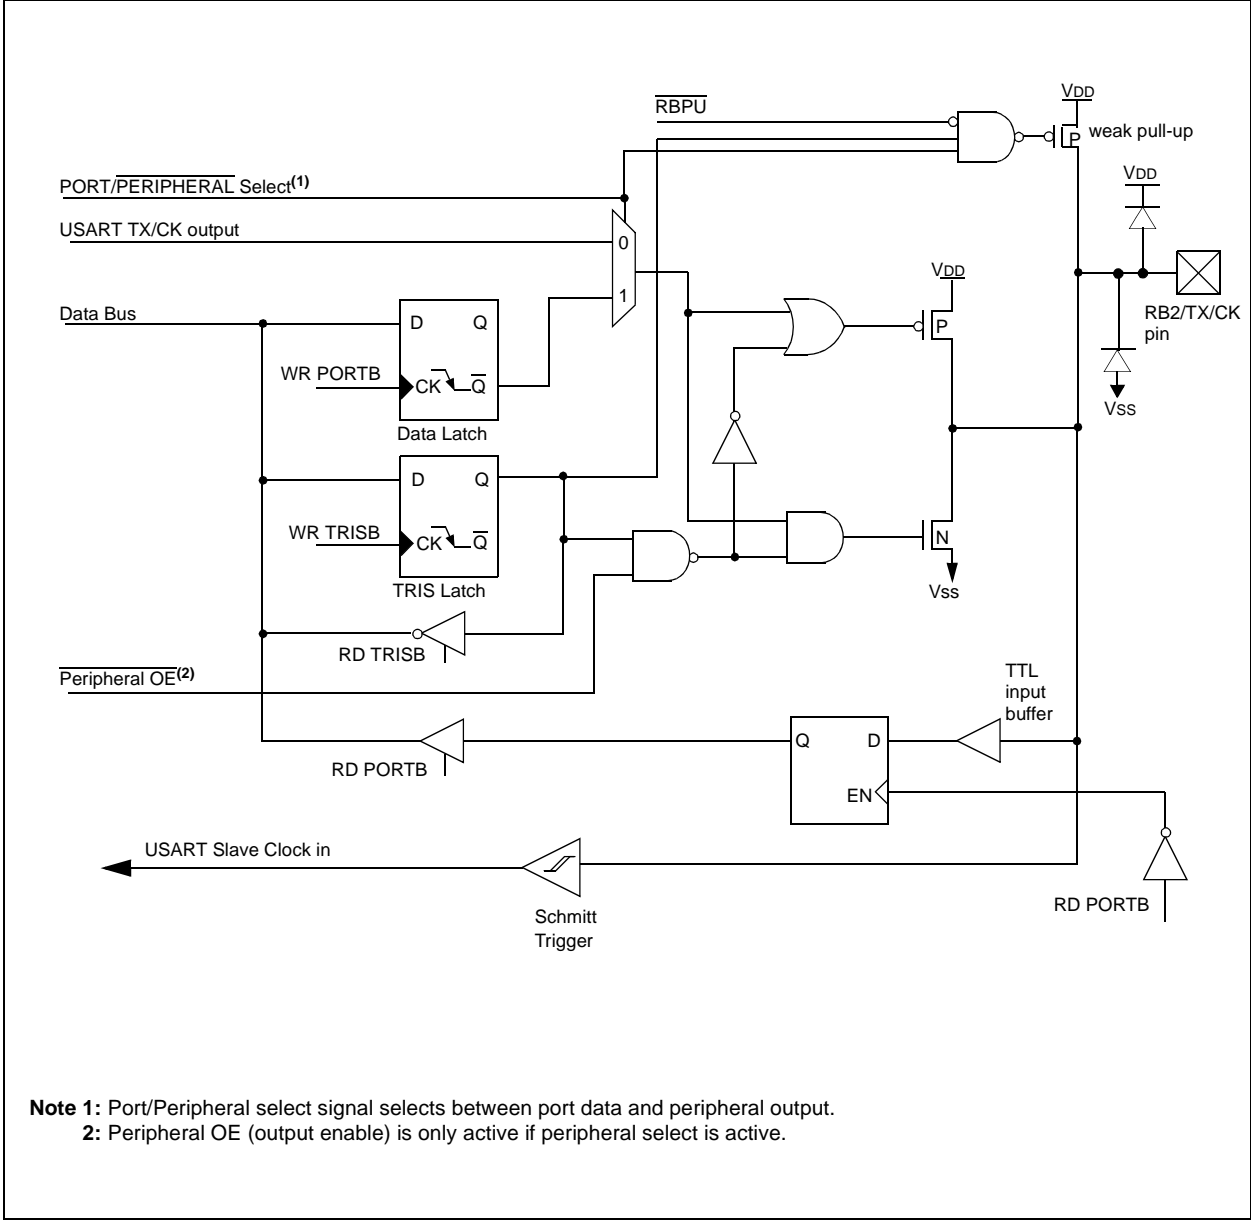 VDD
RBPU
P
weak pull-up
VDD
PORT/PERIPHERAL Select(1)
USART TX/CK output
0
1
VDD
Data Bus
RB2/TX/CK
pin
D
Q
P
WR PORTB
CK
Q
VSS
Data Latch
D
Q
WR TRISB
CK
Q
N
TRIS Latch
Vss
RD TRISB
Peripheral OE(2)
TTL
input
buffer
Q
D
RD PORTB
EN
USART Slave Clock in
RD PORTB
Schmitt
Trigger
Note 1: Port/Peripheral select signal selects between port data and peripheral output.
2: Peripheral OE (output enable) is only active if peripheral select is active.